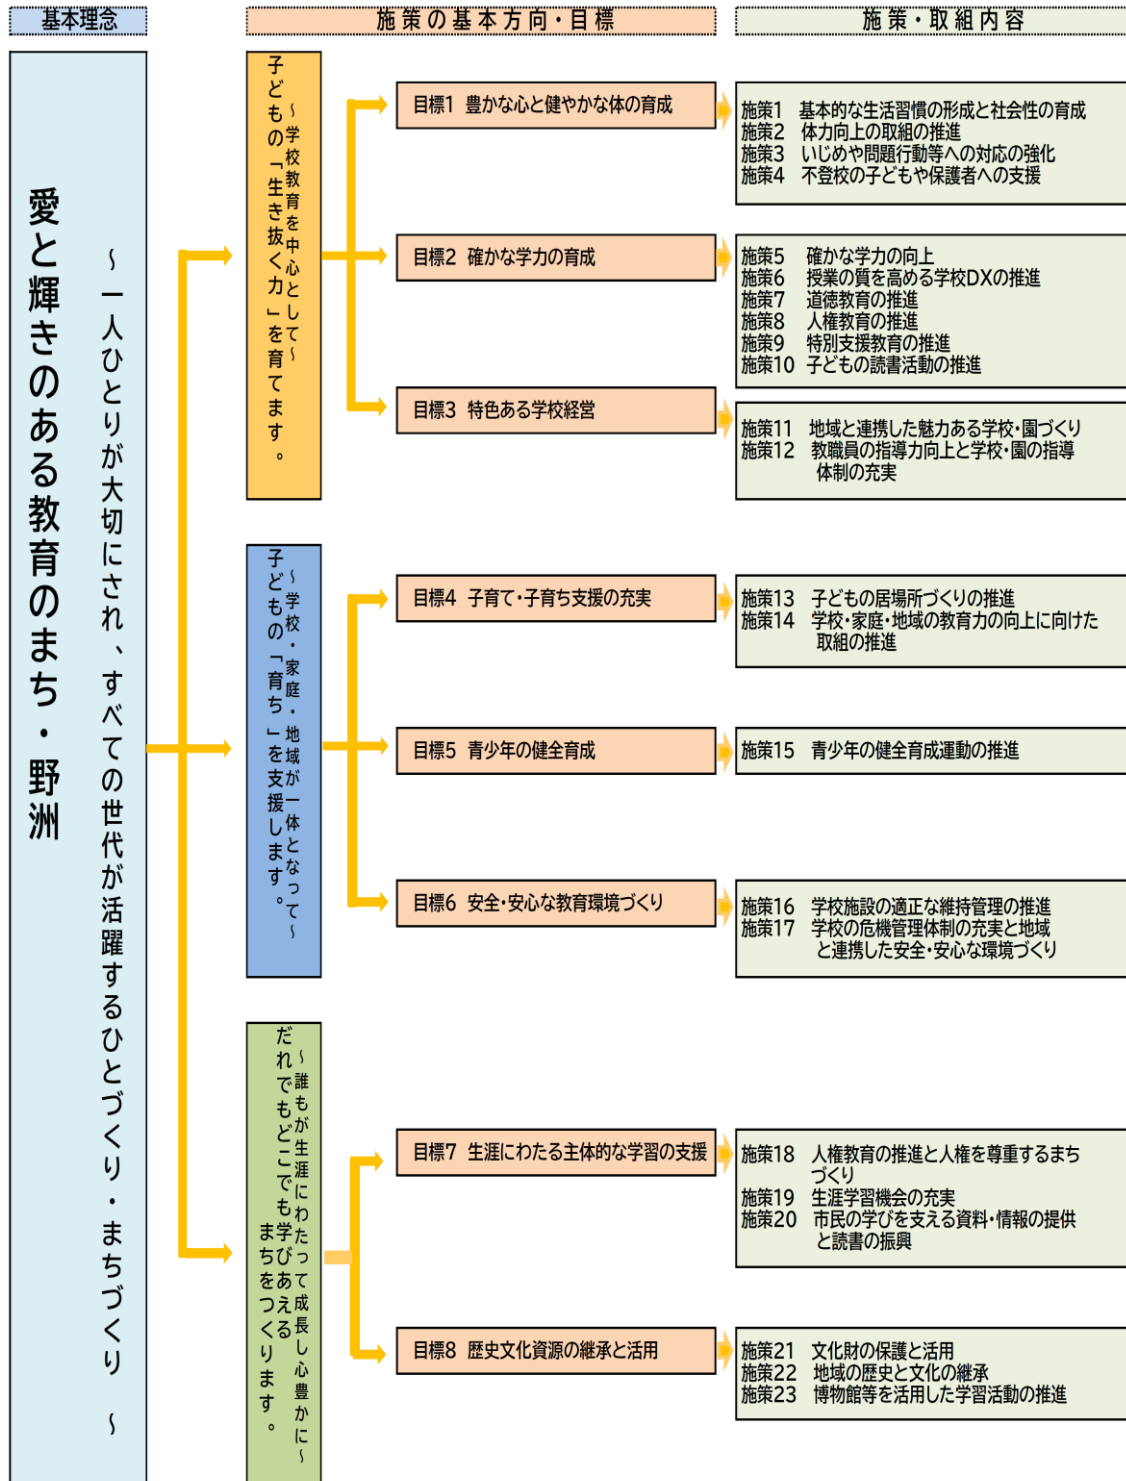 基本理念
施策の基本方向・目標
施策・取組内容
愛と輝きのある教育のまち・野洲
～一人ひとりが大切にされ、すべての世代が活躍するひとづくり・まちづくり ～
～学校教育を中心として～
子どもの「生き抜く力」を育てます。
目標1 豊かな心と健やかな体の育成
施策1 基本的な生活習慣の形成と社会性の育成
施策2 体力向上の取組の推進
施策3 いじめや問題行動等への対応の強化
施策4 不登校の子どもや保護者への支援
目標2 確かな学力の育成
施策5 確かな学力の向上
施策6 授業の質を高める学校DXの推進
施策7 道徳教育の推進
施策8 人権教育の推進
施策9 特別支援教育の推進
施策10 子どもの読書活動の推進
目標3 特色ある学校経営
施策11 地域と連携した魅力ある学校・園づくり
施策12 教職員の指導力向上と学校・園の指導
体制の充実
～学校・家庭・地域が一体となって～
子どもの「育ち」を支援します。
目標4 子育て・子育ち支援の充実
施策13 子どもの居場所づくりの推進
施策14 学校・家庭・地域の教育力の向上に向けた
取組の推進
目標5 青少年の健全育成
施策15 青少年の健全育成運動の推進
目標6 安全・安心な教育環境づくり
施策16 学校施設の適正な維持管理の推進
施策17 学校の危機管理体制の充実と地域
と連携した安全・安心な環境づくり
～誰もが生涯にわたって成長し心豊かに～
だれでもどこでも学びあえる
まちをつくります。
目標7 生涯にわたる主体的な学習の支援
施策18 人権教育の推進と人権を尊重するまち
づくり
施策19 生涯学習機会の充実
施策20 市民の学びを支える資料・情報の提供
と読書の振興
目標8 歴史文化資源の継承と活用
施策21 文化財の保護と活用
施策22 地域の歴史と文化の継承
施策23 博物館等を活用した学習活動の推進